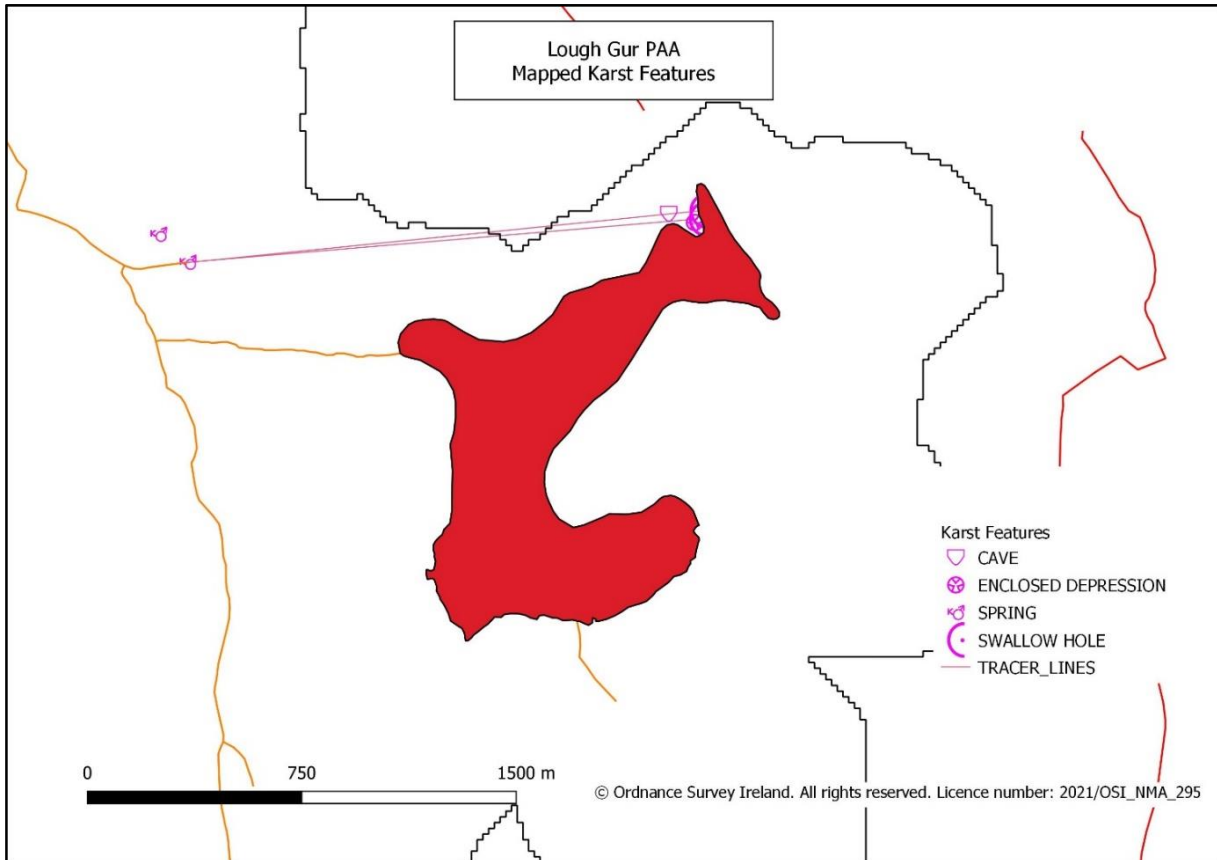 Lough Gur PAA
Mapped Karst Features
Karst Features
CAVE
ENCLOSED DEPRESSION
SPRING
SWALLOW HOLE
TRACER_LINES
0 750 1500 m
© Ordnance Survey Ireland. All rights reserved. Licence number: 2021/OSI_NMA_295